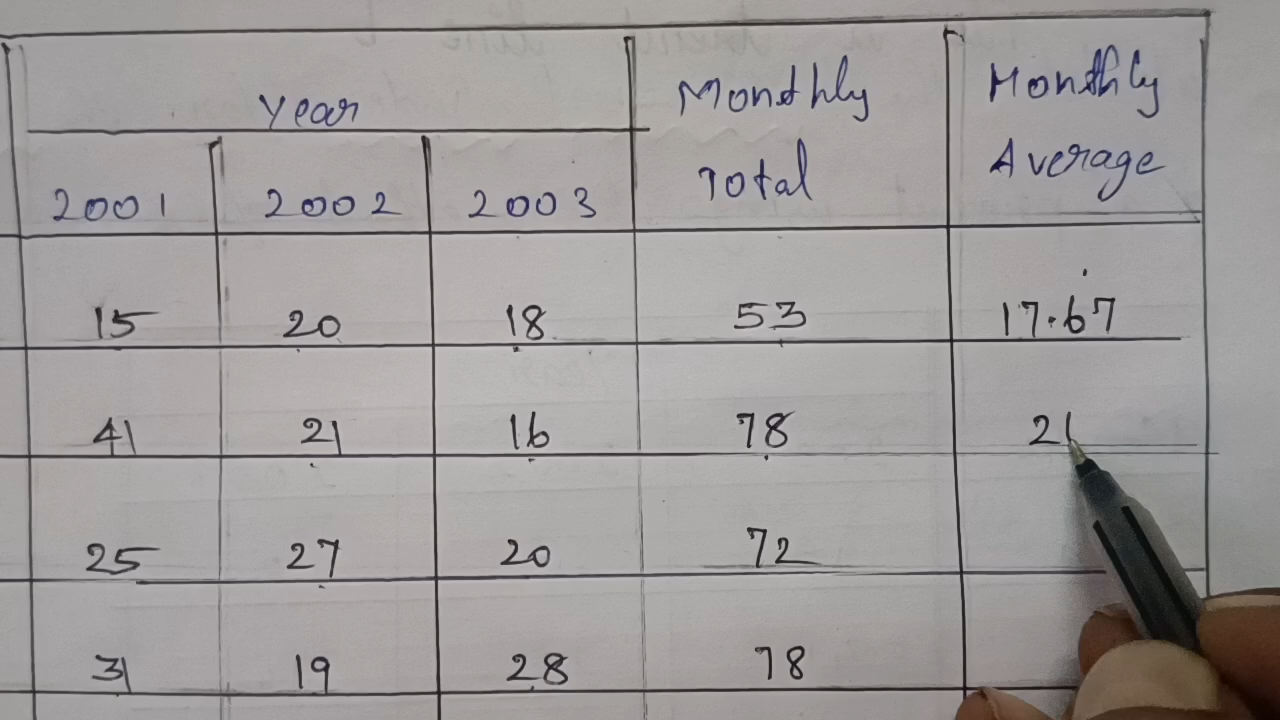 Year
Monthly Total
Monthly Average
2001 2002 2003
15 20 18 53 17.67
41 21 16 78 2
25 27 20 72
31 19 28 78